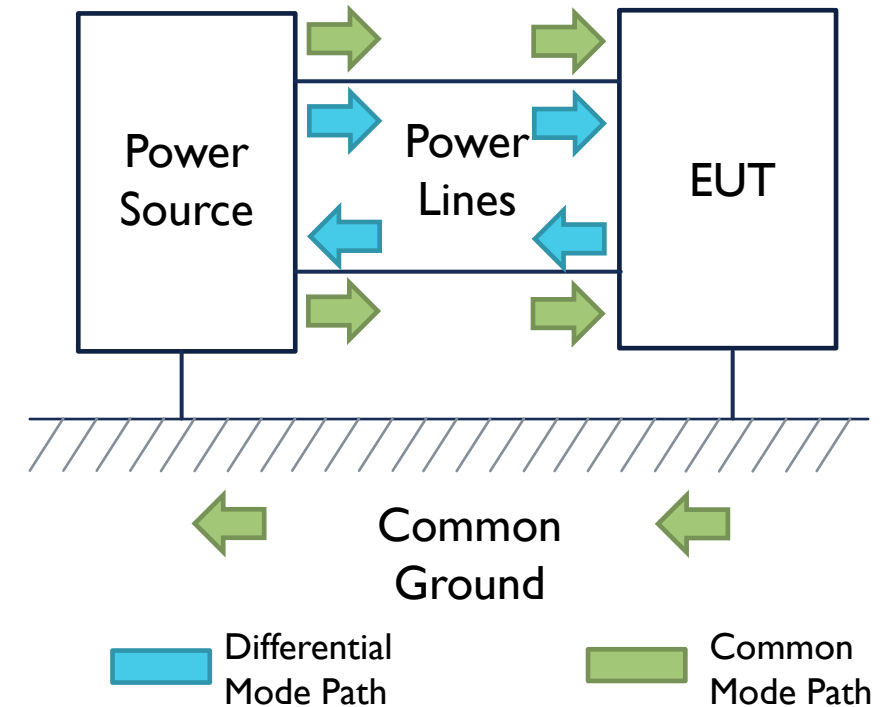 Power
Source
Power
Lines
EUT
Common
Ground
Differential
Mode Path
Common
Mode Path